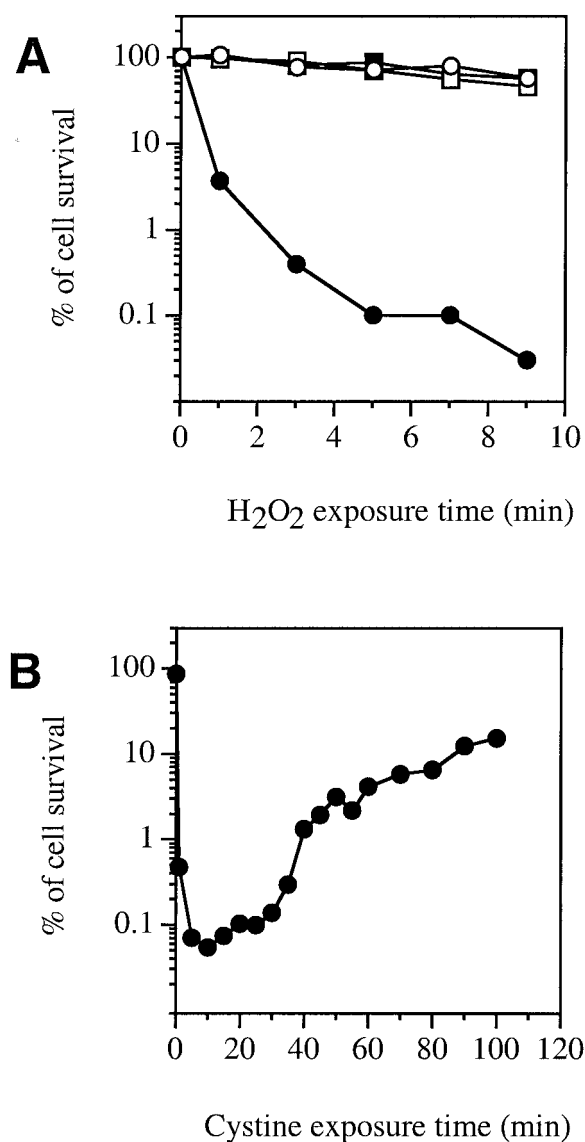 A
% of cell survival
100
10
1
0.1
0 2 4 6 8 10
H2O2 exposure time (min)
B
% of cell survival
100
10
1
0.1
0 20 40 60 80 100 120
Cystine exposure time (min)